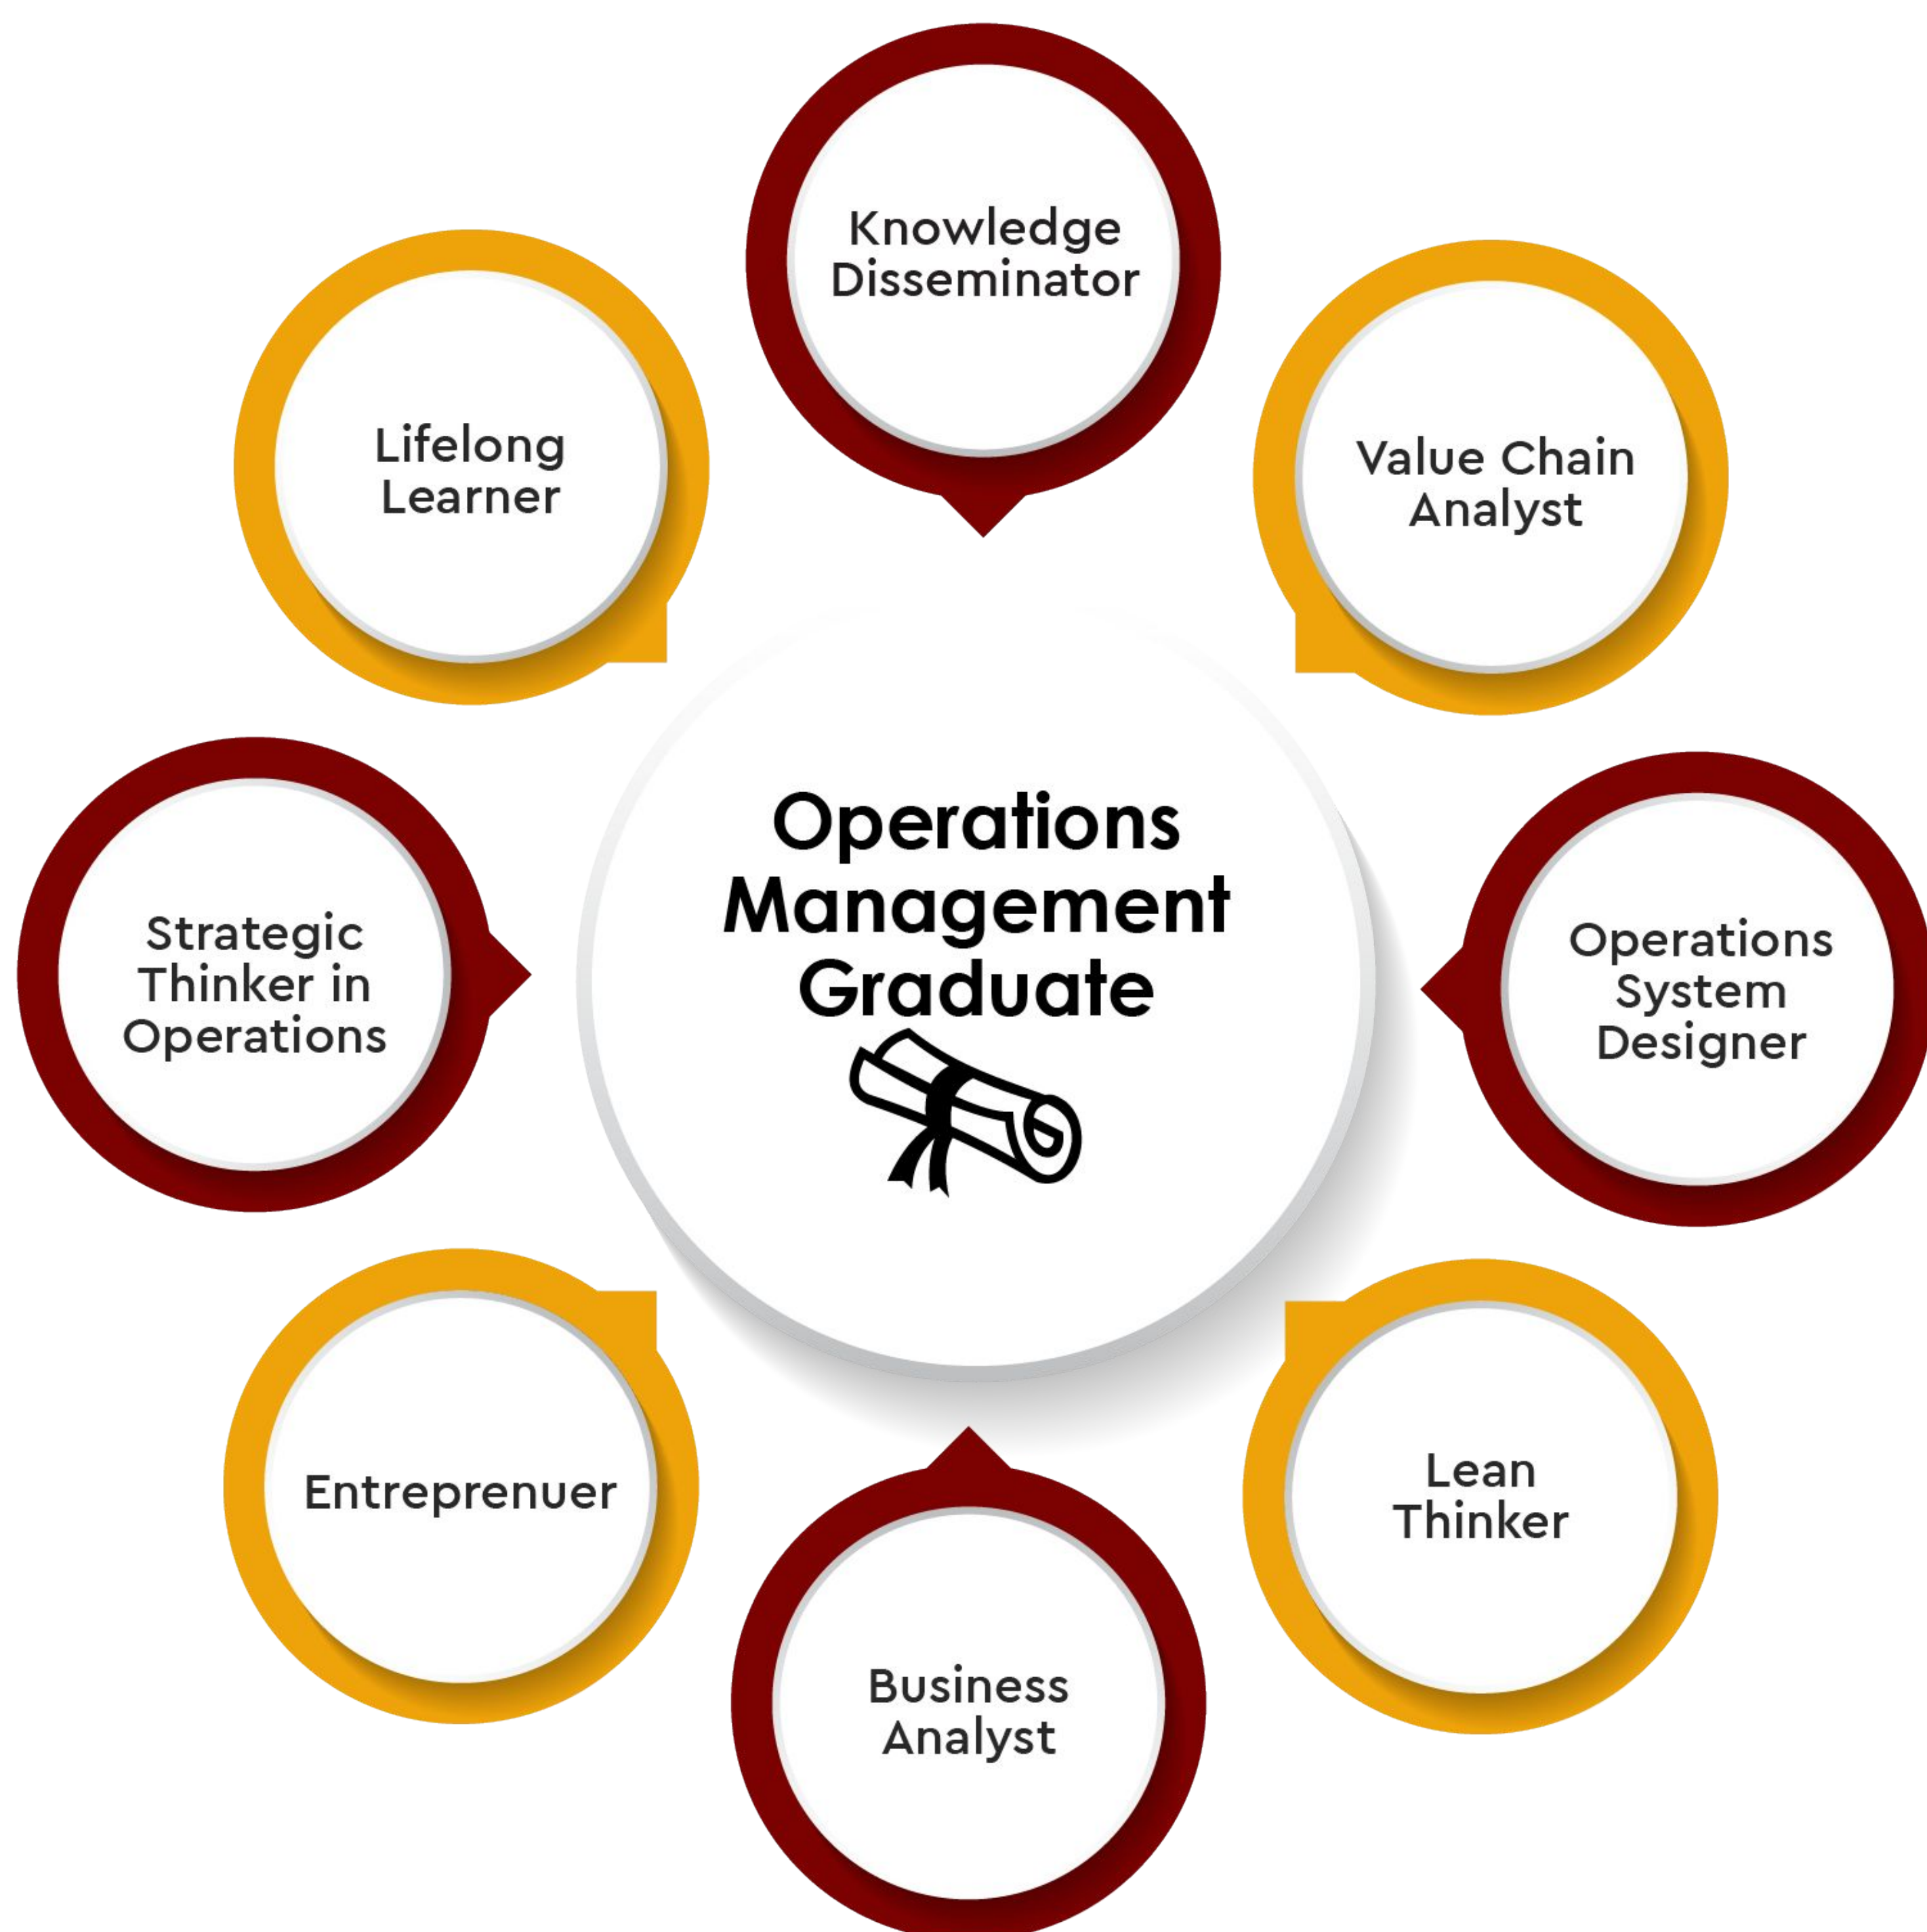 Knowledge
Disseminator
Lifelong
Learner
Value Chain
Analyst
Operations
Management
Graduate
Strategic
Thinker in
Operations
Operations
System
Designer
Entreprenuer
Lean
Thinker
Business
Analyst